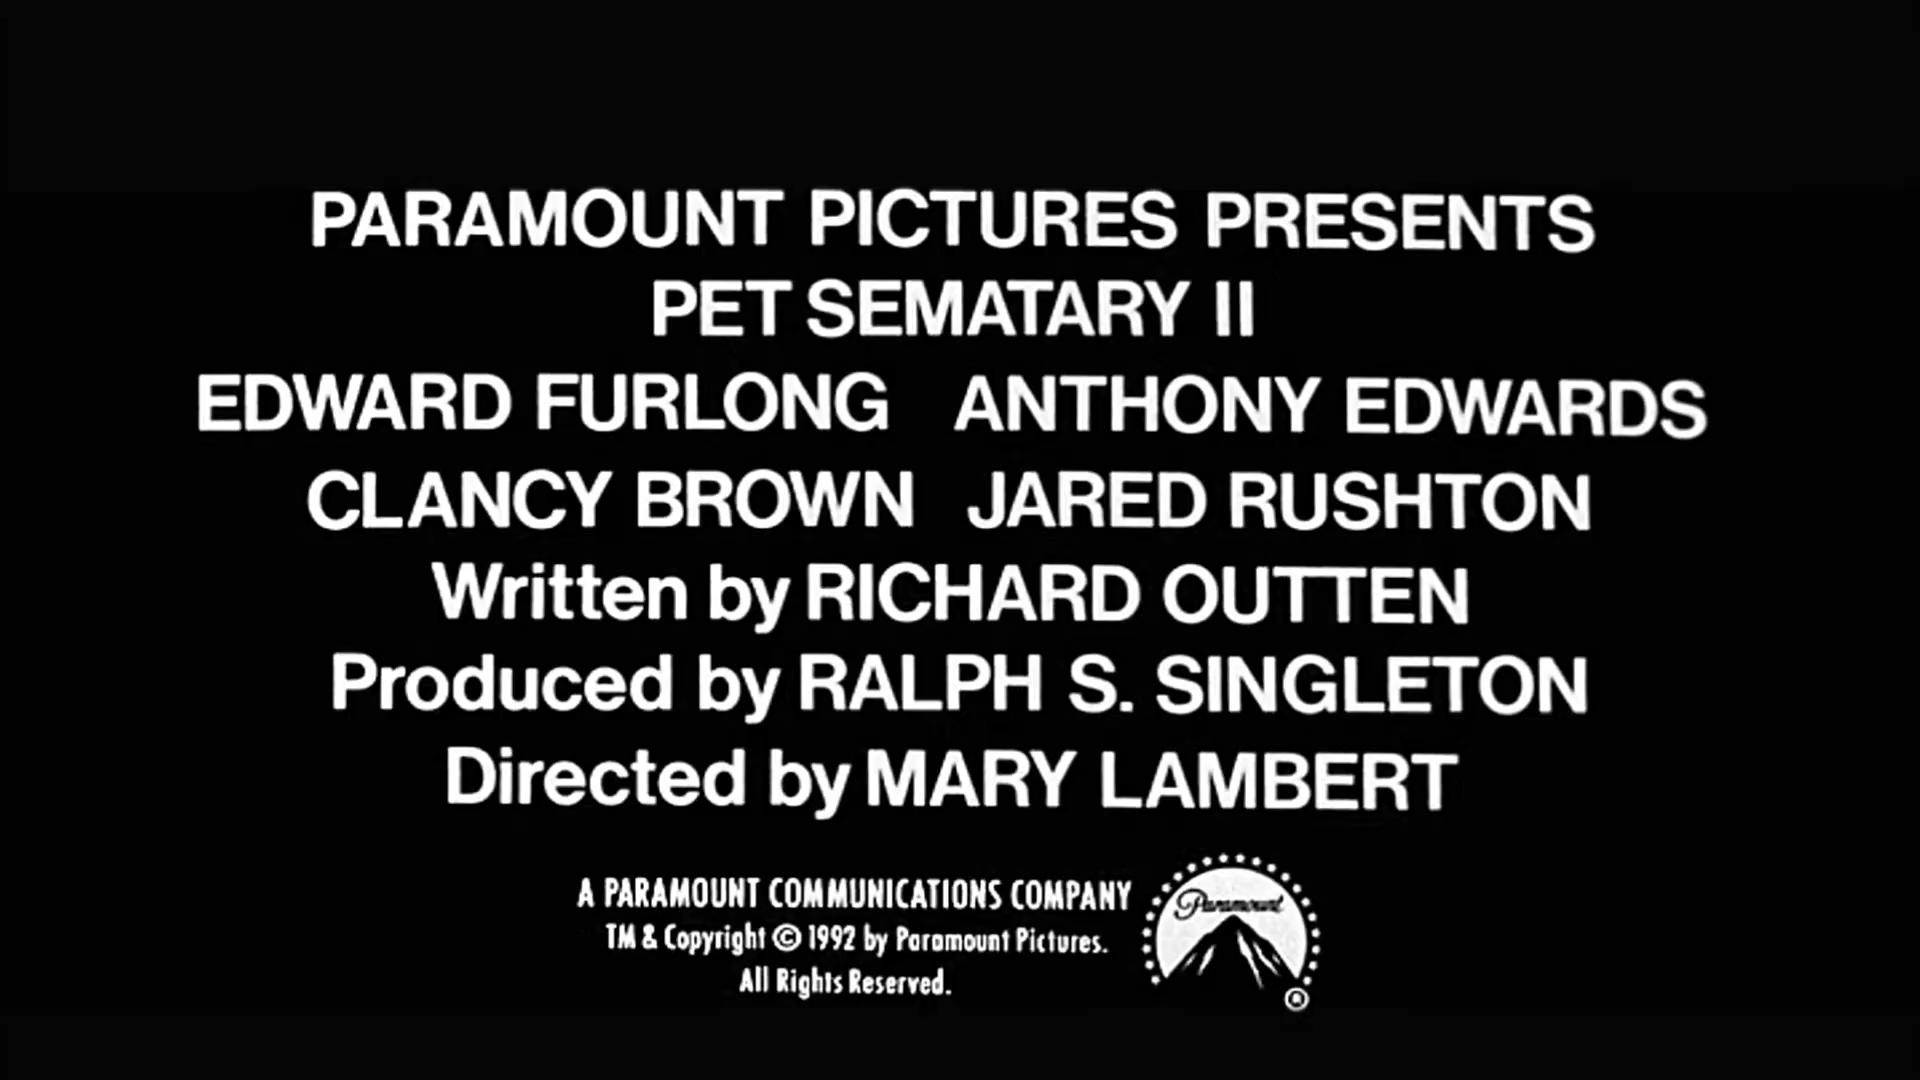 PARAMOUNT PICTURES PRESENTS
PET SEMATARY II
EDWARD FURLONG ANTHONY EDWARDS
CLANCY BROWN JARED RUSHTON
Written by RICHARD OUTTEN
Produced by RALPH S. SINGLETON
Directed by MARY LAMBERT
A PARAMOUNT COMMUNICATIONS COMPANY
TM & Copyright © 1992 by Paramount Pictures.
All Rights Reserved.
Paramount
®